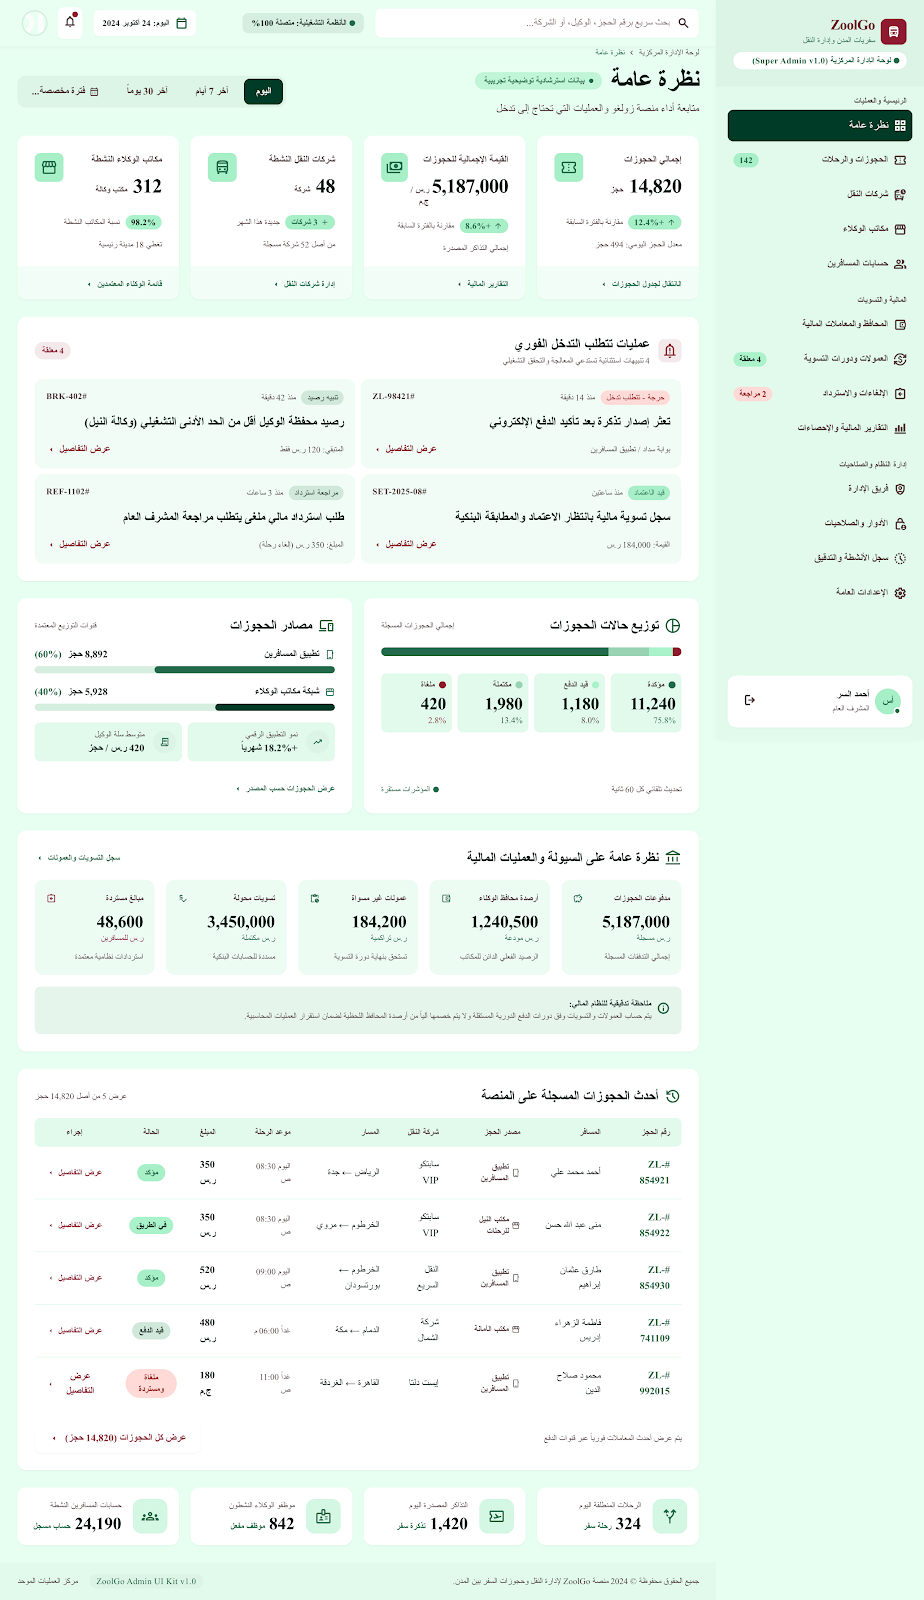 ZoolGo
سفريات المدن وإدارة النقل
لوحة الإدارة المركزية (Super Admin v1.0)
الرئيسية والعمليات
نظرة عامة
الحجوزات والرحلات 142
شركات النقل
مكاتب الوكلاء
حسابات المسافرين
المالية والتسويات
المحافظ والمعاملات المالية
العمولات ودورات التسوية 4 معلقة
الإلغاءات والاسترداد 2 مراجعة
التقارير المالية والإحصاءات
إدارة النظام والصلاحيات
فريق الإدارة
الأدوار والصلاحيات
سجل الأنشطة والتدقيق
الإعدادات العامة
أس
أحمد السر
المشرف العام
بحث سريع برقم الحجز، الوكيل، أو الشركة...
الأنظمة التشغيلية: متصلة 100%
اليوم: 24 أكتوبر 2024
لوحة الإدارة المركزية › نظرة عامة
نظرة عامة
بيانات استرشادية توضيحية تجريبية
متابعة أداء منصة زولغو والعمليات التي تحتاج إلى تدخل
اليوم
آخر 7 أيام
آخر 30 يوماً
فترة مخصصة...
إجمالي الحجوزات
14,820 حجز
↑ +12.4% مقارنة بالفترة السابقة
معدل الحجز اليومي: 494 حجز
الانتقال لجدول الحجوزات
القيمة الإجمالية للحجوزات
5,187,000 ر.س /
ج.م
↑ +8.6% مقارنة بالفترة السابقة
إجمالي التذاكر المصدرة
التقارير المالية
شركات النقل النشطة
48 شركة
+ 3 شركات جديدة هذا الشهر
من أصل 52 شركة مسجلة
إدارة شركات النقل
مكاتب الوكلاء النشطة
312 مكتب وكالة
98.2% نسبة المكاتب النشطة
تغطي 18 مدينة رئيسية
قائمة الوكلاء المعتمدين
عمليات تتطلب التدخل الفوري
4 تنبيهات استثنائية تستدعي المعالجة والتحقق التشغيلي
4 معلقة
حرجة - تتطلب تدخل منذ 14 دقيقة ZL-98421#
تعثر إصدار تذكرة بعد تأكيد الدفع الإلكتروني
بوابة سداد / تطبيق المسافرين عرض التفاصيل
تنبيه رصيد منذ 42 دقيقة BRK-402#
رصيد محفظة الوكيل أقل من الحد الأدنى التشغيلي (وكالة النيل)
المتبقي: 120 ر.س فقط عرض التفاصيل
قيد الاعتماد منذ ساعتين SET-2025-08#
سجل تسوية مالية بانتظار الاعتماد والمطابقة البنكية
القيمة: 184,000 ر.س عرض التفاصيل
مراجعة استرداد منذ 3 ساعات REF-1102#
طلب استرداد مالي ملغى يتطلب مراجعة المشرف العام
المبلغ: 350 ر.س (إلغاء رحلة) عرض التفاصيل
توزيع حالات الحجوزات
إجمالي الحجوزات المسجلة
مؤكدة
11,240
75.8%
قيد الدفع
1,180
8.0%
مكتملة
1,980
13.4%
ملغاة
420
2.8%
تحديث تلقائي كل 60 ثانية
المؤشرات مستقرة
مصادر الحجوزات
قنوات التوزيع المعتمدة
تطبيق المسافرين 8,892 حجز (60%)
شبكة مكاتب الوكلاء 5,928 حجز (40%)
نمو التطبيق الرقمي
+18.2% شهرياً
متوسط سلة الوكيل
420 ر.س / حجز
عرض الحجوزات حسب المصدر
نظرة عامة على السيولة والعمليات المالية
سجل التسويات والعمولات
مدفوعات الحجوزات
5,187,000
ر.س مسجلة
إجمالي التدفقات المسجلة
أرصدة محافظ الوكلاء
1,240,500
ر.س مودعة
الرصيد الفعلي الدائن للمكاتب
عمولات غير مسواة
184,200
ر.س تراكمية
تستحق بنهاية دورة التسوية
تسويات محولة
3,450,000
ر.س مكتملة
مسددة للحسابات البنكية
مبالغ مستردة
48,600
ر.س للمسافرين
استردادات نظامية معتمدة
ملاحظة تدقيقية للنظام المالي:
يتم حساب العمولات والتسويات وفق دورات الدفع الدورية المستقلة ولا يتم خصمها آلياً من أرصدة المحافظ اللحظية لضمان استقرار العمليات المحاسبية.
أحدث الحجوزات المسجلة على المنصة
عرض 5 من أصل 14,820 حجز
رقم الحجز المسافر مصدر الحجز شركة النقل المسار موعد الرحلة المبلغ الحالة إجراء
ZL-# 854921 أحمد محمد علي تطبيق المسافرين سابتكو VIP الرياض ← جدة اليوم 08:30 ص 350 ر.س مؤكد عرض التفاصيل
ZL-# 854922 منى عبد الله حسن مكتب النيل للرحلات سابتكو VIP الخرطوم ← مروي اليوم 08:30 ص 350 ر.س في الطريق عرض التفاصيل
ZL-# 854930 طارق عثمان إبراهيم تطبيق المسافرين النقل السريع الخرطوم ← بورتسودان اليوم 09:00 ص 520 ر.س مؤكد عرض التفاصيل
ZL-# 741109 فاطمة الزهراء إدريس مكتب الأمانة شركة الشمال الدمام ← مكة غداً 06:00 م 480 ر.س قيد الدفع عرض التفاصيل
ZL-# 992015 محمود صلاح الدين تطبيق المسافرين إيست دلتا القاهرة ← الغردقة غداً 11:00 ص 180 ج.م ملغاة ومستردة عرض التفاصيل
يتم عرض أحدث المعاملات فورياً عبر قنوات الدفع
عرض كل الحجوزات (14,820 حجز)
الرحلات المنطلقة اليوم
324 رحلة سفر
التذاكر المصدرة اليوم
1,420 تذكرة سفر
موظفو الوكلاء النشطون
842 موظف مفعل
حسابات المسافرين النشطة
24,190 حساب مسجل
جميع الحقوق محفوظة © 2024 منصة ZoolGo لإدارة النقل وحجوزات السفر بين المدن.
ZoolGo Admin UI Kit v1.0
مركز العمليات الموحد